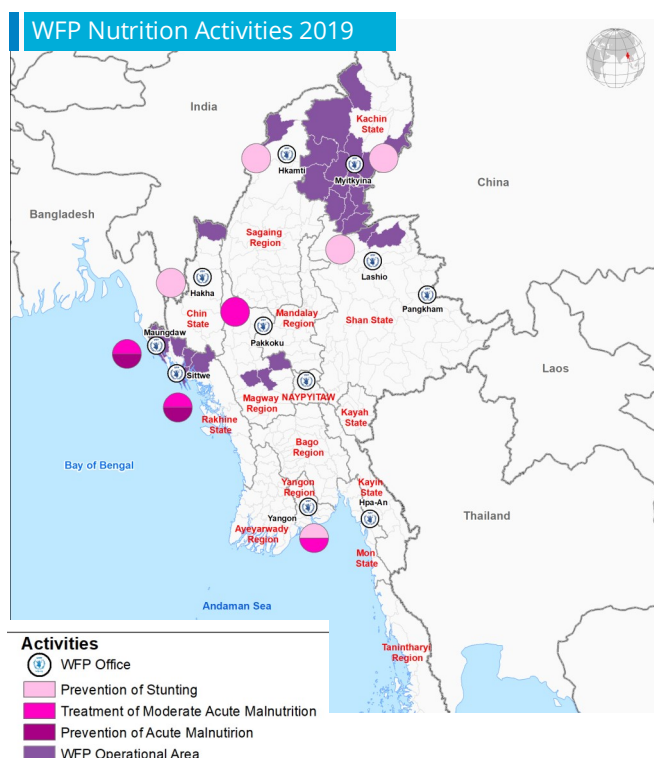 WFP Nutrition Activities 2019
India
Kachin
State
Hkamti
Myitkyina
China
Bangladesh
Sagaing
Region
Hakha
Lashio
Pangkham
Chin
State
Mandalay
Region
Shan State
Maungdaw
Pakkoku
Laos
Sittwe
Magway
Region
NAYPYITAW
Rakhine
State
Kayah
State
Bago
Region
Bay of Bengal
Yangon
Region
Kayin
State
Hpa-An
Thailand
Yangon
Ayeyarwady
Region
Mon
State
Andaman Sea
Tanintharyi
Region
Activities
WFP Office
Prevention of Stunting
Treatment of Moderate Acute Malnutrition
Prevention of Acute Malnutirion
WFP Operational Area